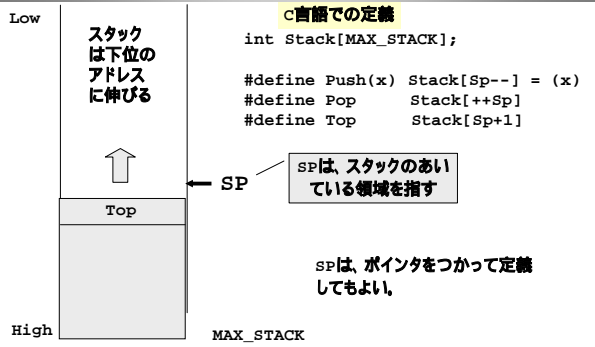 Low
スタック
は下位の
アドレス
に伸びる
C言語での定義
int Stack[MAX_STACK];
#define Push(x) Stack[Sp--] = (x)
#define Pop Stack[++Sp]
#define Top Stack[Sp+1]
SP
SPは、スタックのあい
ている領域を指す
Top
SPは、ポインタをつかって定義
してもよい。
High
MAX_STACK